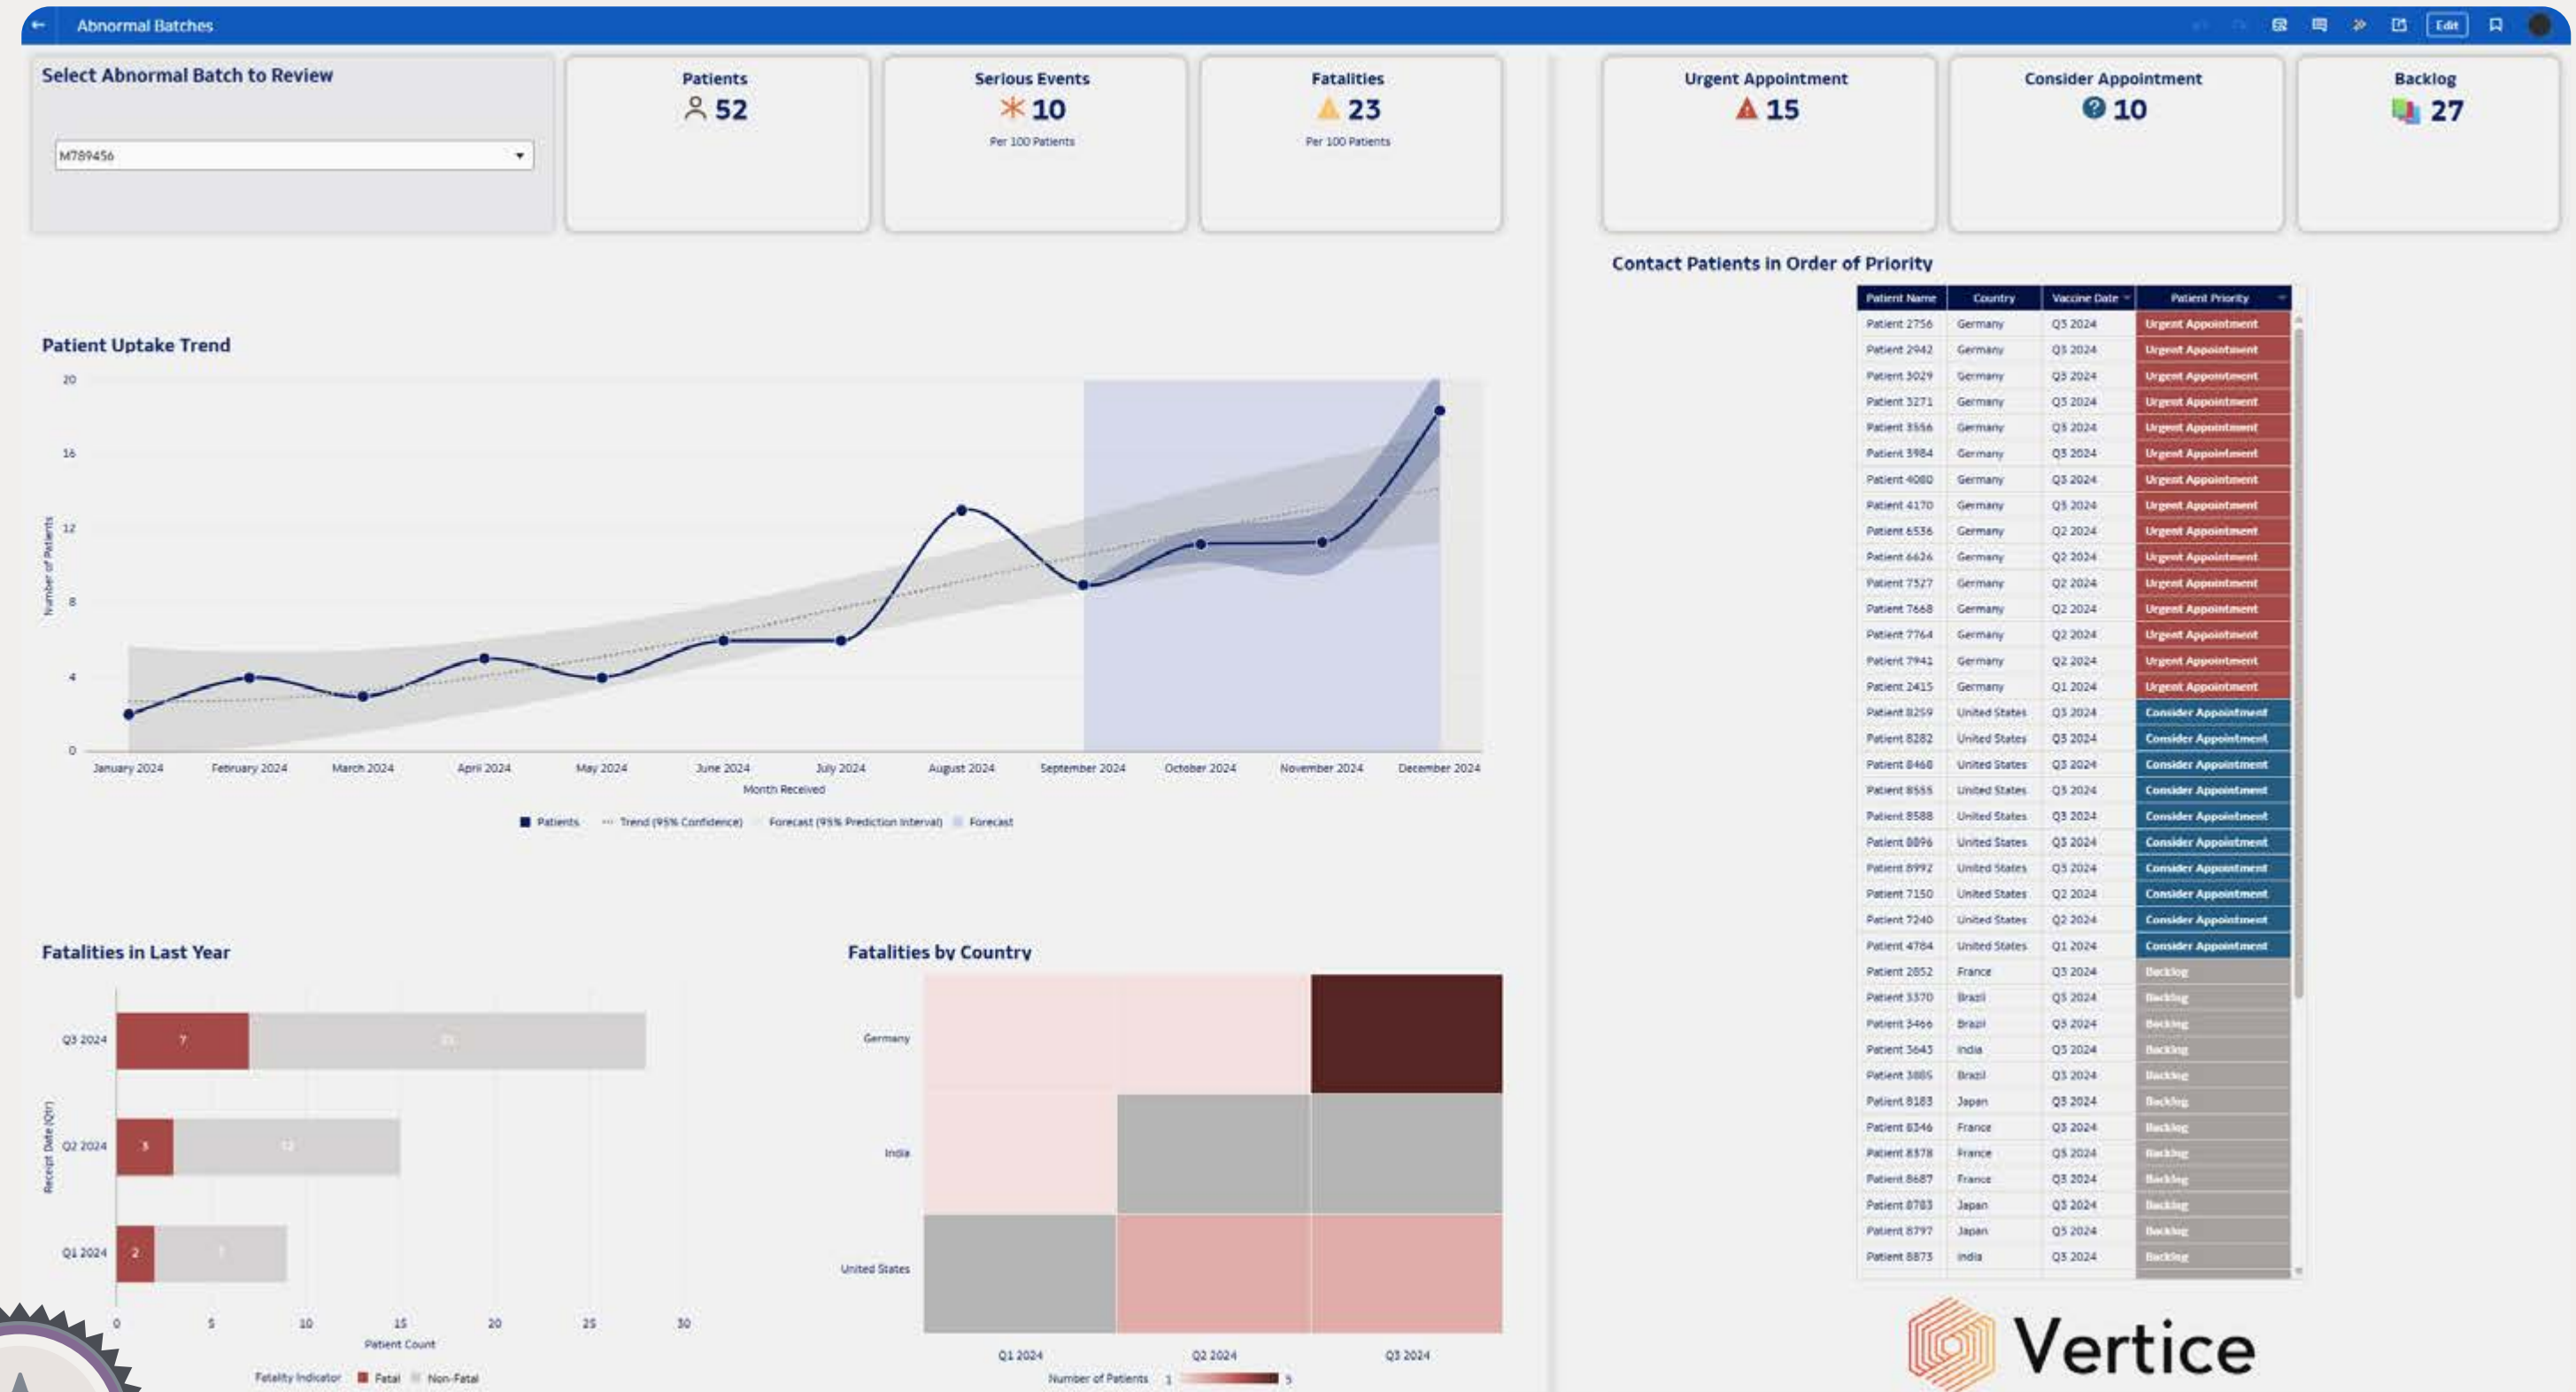 Abnormal Batches
Edit
Select Abnormal Batch to Review
M789456
Patients
52
Serious Events
10
Per 100 Patients
Fatalities
23
Per 100 Patients
Urgent Appointment
15
Consider Appointment
10
Backlog
27
Patient Uptake Trend
20
16
12
8
4
0
Number of Patients
January 2024 February 2024 March 2024 April 2024 May 2024 June 2024 July 2024 August 2024 September 2024 October 2024 November 2024 December 2024
Month Received
Patients Trend (95% Confidence) Forecast (95% Prediction Interval) Forecast
Fatalities in Last Year
Receipt Date (Qtr)
Q3 2024 7 21
Q2 2024 3 12
Q1 2024 2 7
0 5 10 15 20 25 30
Patient Count
Fatality Indicator Fatal Non-Fatal
Fatalities by Country
Germany
India
United States
Q1 2024 Q2 2024 Q3 2024
Number of Patients 1 5
Contact Patients in Order of Priority
Patient Name Country Vaccine Date Patient Priority
Patient 2756 Germany Q3 2024 Urgent Appointment
Patient 2942 Germany Q3 2024 Urgent Appointment
Patient 3029 Germany Q3 2024 Urgent Appointment
Patient 3271 Germany Q3 2024 Urgent Appointment
Patient 3556 Germany Q3 2024 Urgent Appointment
Patient 3984 Germany Q3 2024 Urgent Appointment
Patient 4080 Germany Q3 2024 Urgent Appointment
Patient 4170 Germany Q3 2024 Urgent Appointment
Patient 6536 Germany Q2 2024 Urgent Appointment
Patient 6626 Germany Q2 2024 Urgent Appointment
Patient 7527 Germany Q2 2024 Urgent Appointment
Patient 7668 Germany Q2 2024 Urgent Appointment
Patient 7764 Germany Q2 2024 Urgent Appointment
Patient 7941 Germany Q2 2024 Urgent Appointment
Patient 2415 Germany Q1 2024 Urgent Appointment
Patient 8259 United States Q3 2024 Consider Appointment
Patient 8282 United States Q3 2024 Consider Appointment
Patient 8468 United States Q3 2024 Consider Appointment
Patient 8555 United States Q3 2024 Consider Appointment
Patient 8588 United States Q3 2024 Consider Appointment
Patient 8896 United States Q3 2024 Consider Appointment
Patient 8992 United States Q3 2024 Consider Appointment
Patient 7150 United States Q2 2024 Consider Appointment
Patient 7240 United States Q2 2024 Consider Appointment
Patient 4784 United States Q1 2024 Consider Appointment
Patient 2852 France Q3 2024 Backlog
Patient 3370 Brazil Q3 2024 Backlog
Patient 3466 Brazil Q3 2024 Backlog
Patient 3643 India Q3 2024 Backlog
Patient 3885 Brazil Q3 2024 Backlog
Patient 8183 Japan Q3 2024 Backlog
Patient 8346 France Q3 2024 Backlog
Patient 8378 France Q3 2024 Backlog
Patient 8687 France Q3 2024 Backlog
Patient 8783 Japan Q3 2024 Backlog
Patient 8797 Japan Q3 2024 Backlog
Patient 8873 India Q3 2024 Backlog
Vertice